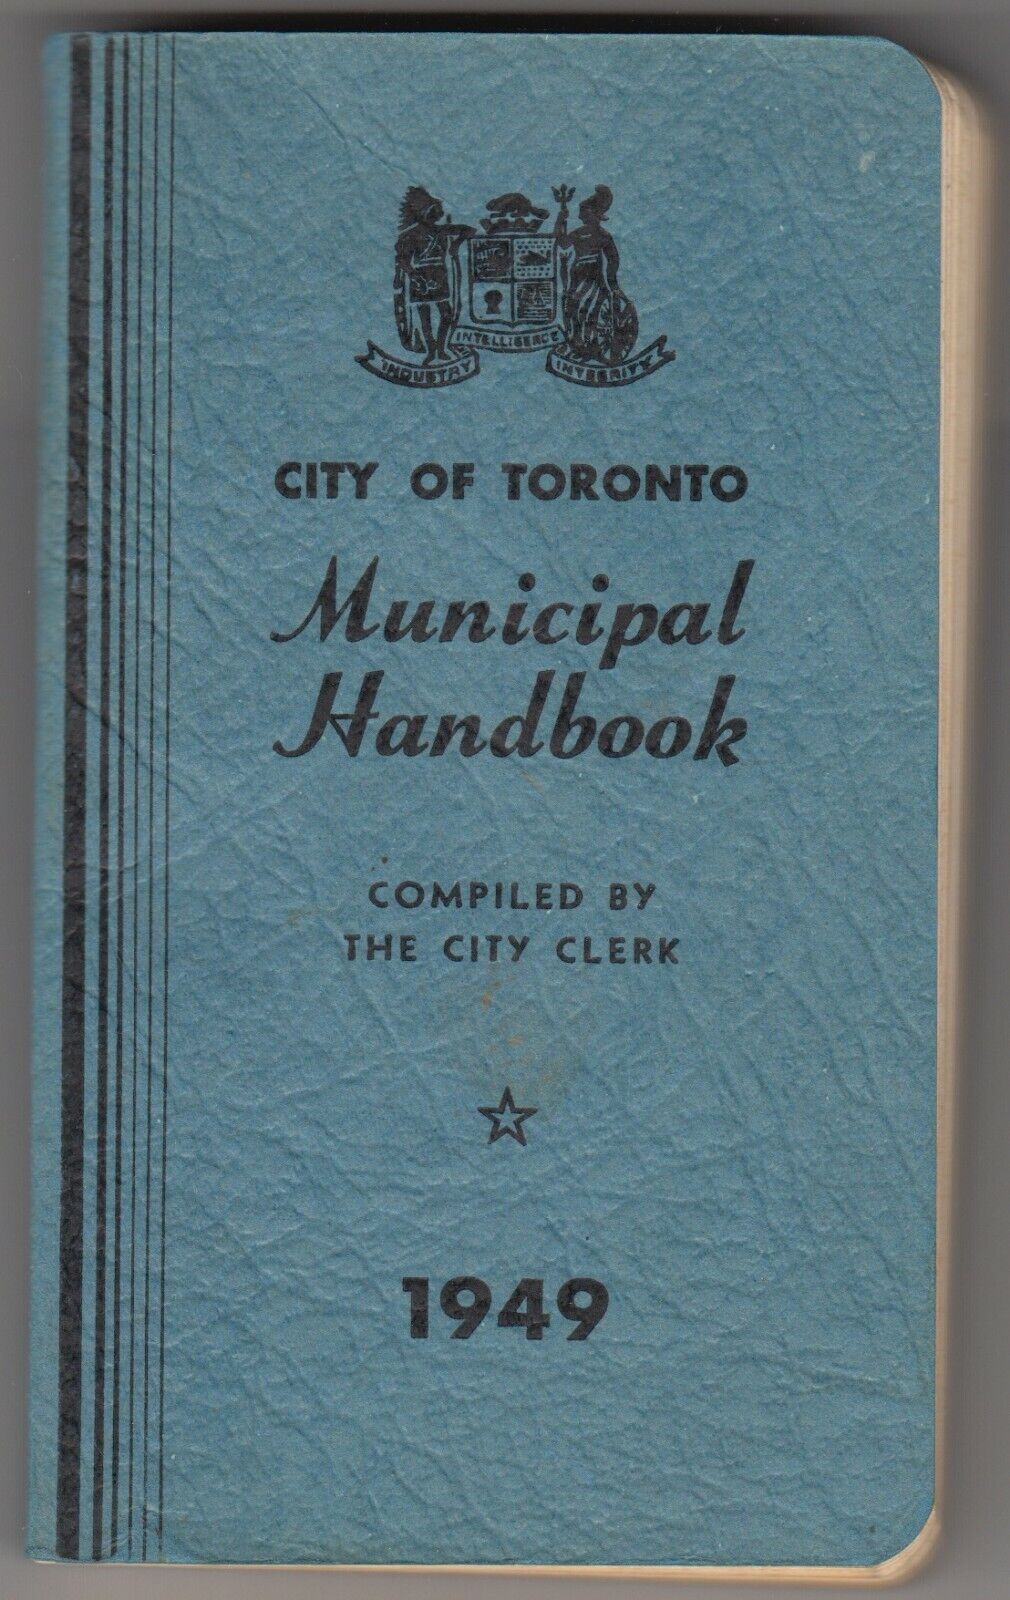 INDUSTRY
INTELLIGENCE
INTEGRITY
CITY OF TORONTO
Municipal
Handbook
COMPILED BY
THE CITY CLERK
1949